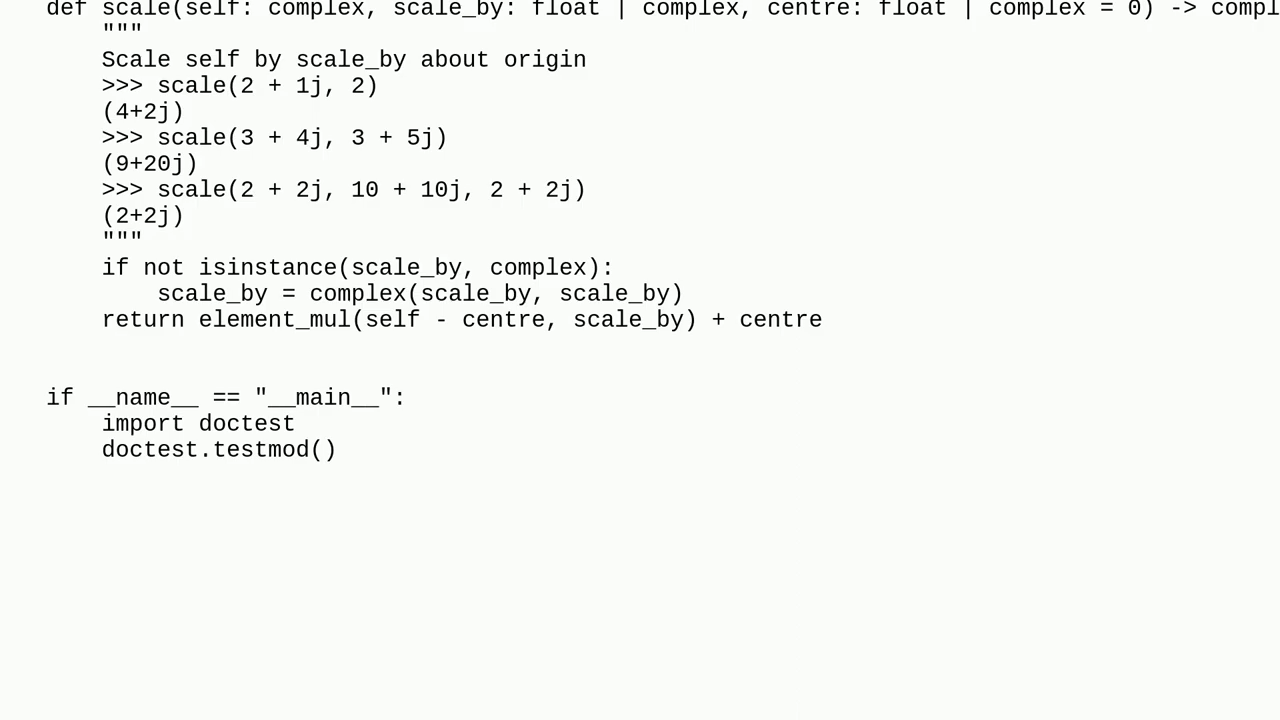 def scale(self: complex, scale_by: float | complex, centre: float | complex = 0) -> compl
    """
    Scale self by scale_by about origin
    >>> scale(2 + 1j, 2)
    (4+2j)
    >>> scale(3 + 4j, 3 + 5j)
    (9+20j)
    >>> scale(2 + 2j, 10 + 10j, 2 + 2j)
    (2+2j)
    """
    if not isinstance(scale_by, complex):
        scale_by = complex(scale_by, scale_by)
    return element_mul(self - centre, scale_by) + centre


if __name__ == "__main__":
    import doctest
    doctest.testmod()